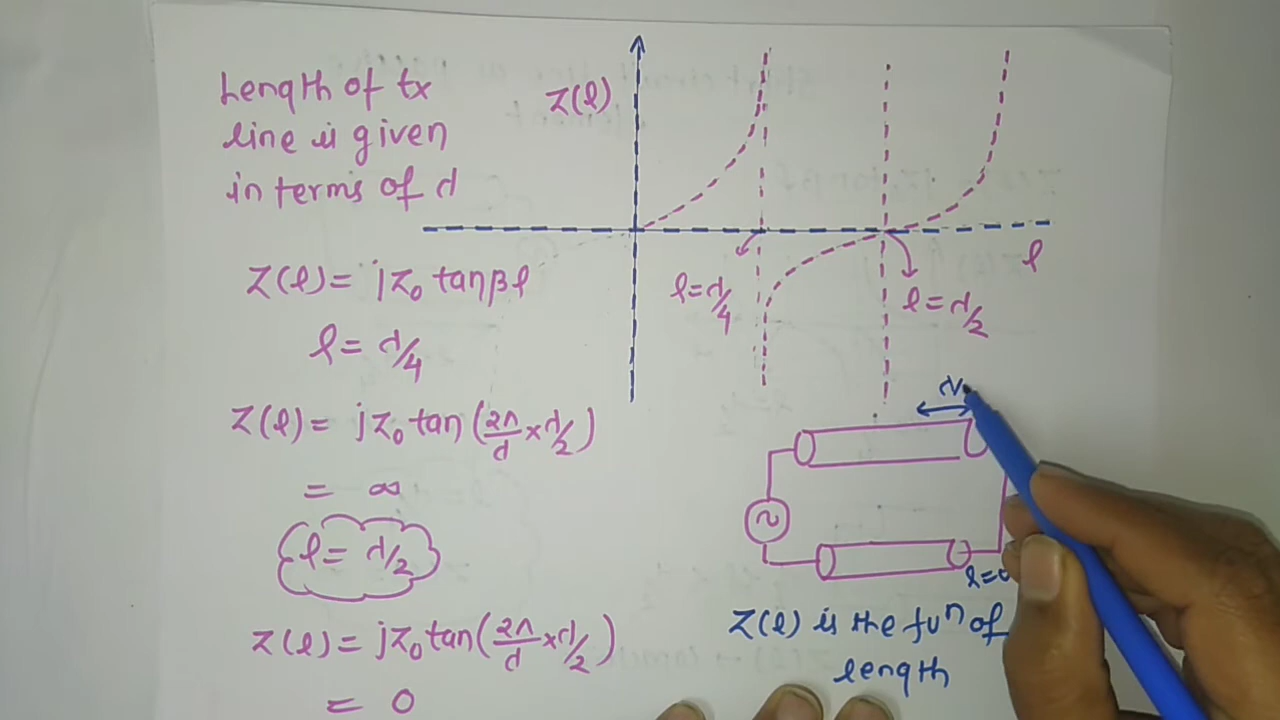 Length of tx
line is given
in terms of λ
Z(l) = jZ₀ tanβl
l = λ/4
Z(l) = jZ₀ tan(2π/λ × λ/2)
= ∞
l = λ/2
Z(l) = jZ₀ tan(2π/λ × λ/2)
= 0
Z(l)
l
l = λ/4
l = λ/2
~
l=0
Z(l) is the fuⁿ of
length